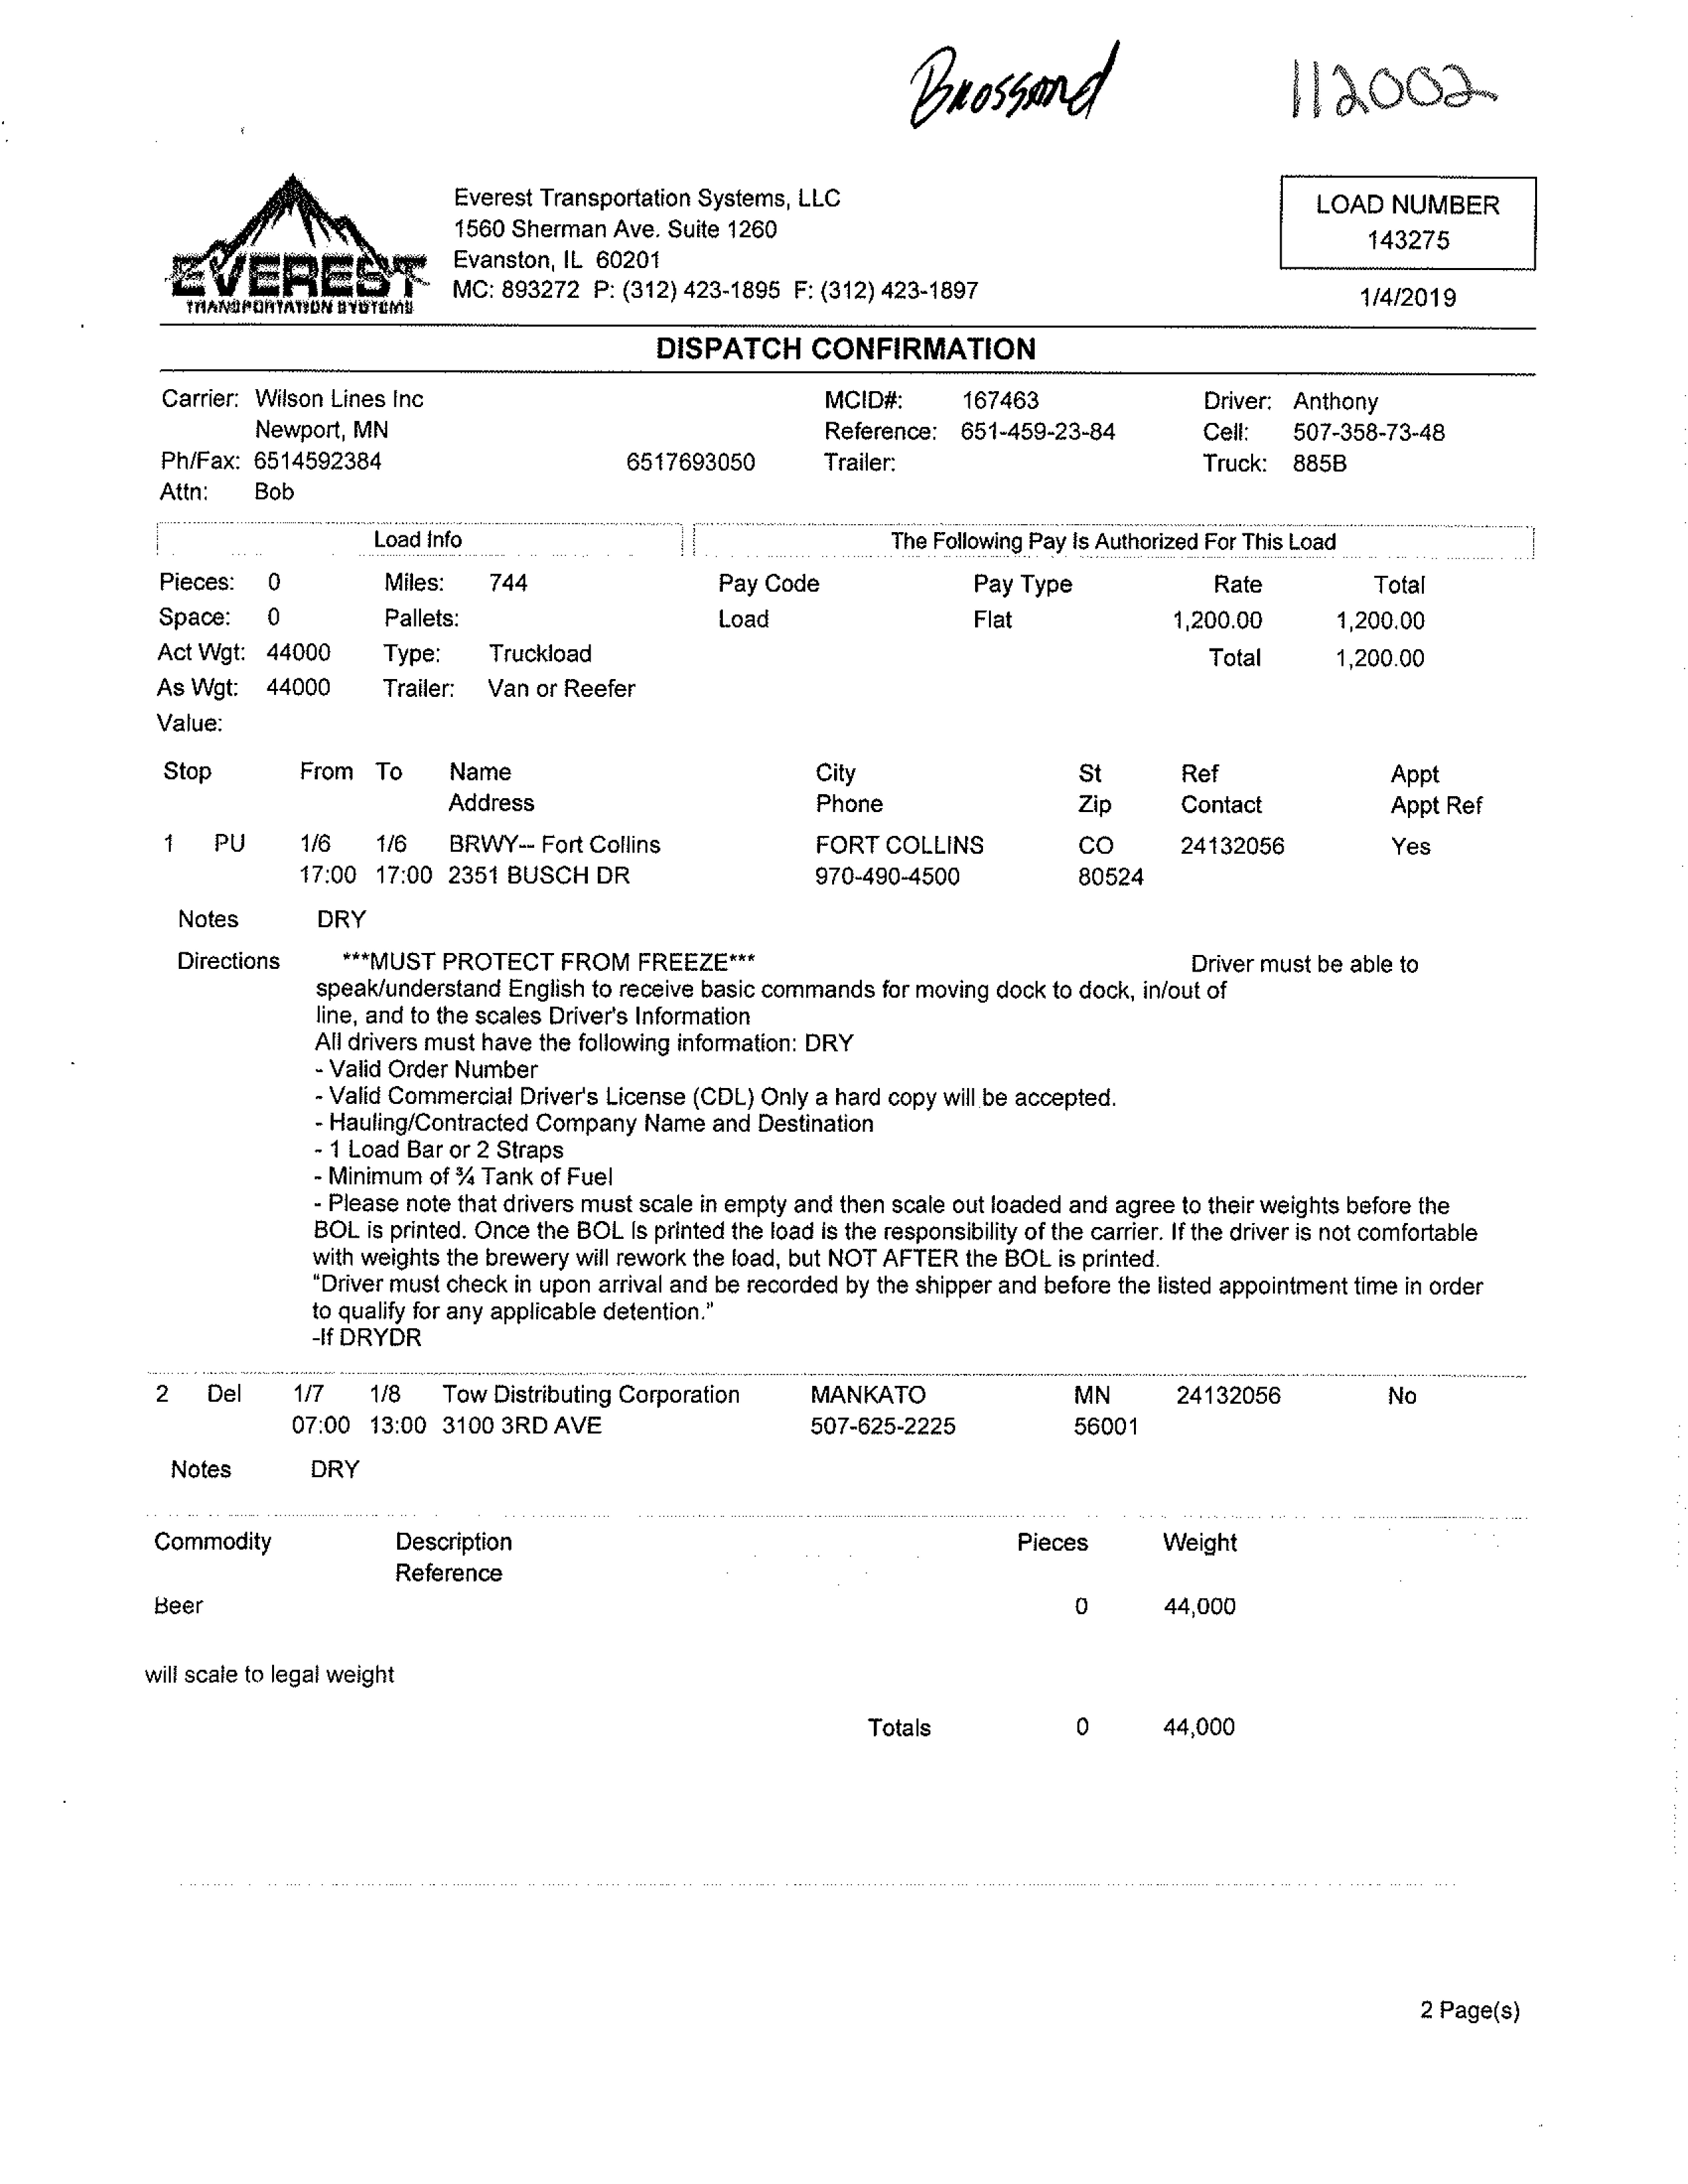 Brossard 112002
EVEREST
TRANSPORTATION SYSTEMS
Everest Transportation Systems, LLC
1560 Sherman Ave. Suite 1260
Evanston, IL 60201
MC: 893272 P: (312) 423-1895 F: (312) 423-1897
LOAD NUMBER
143275
1/4/2019
DISPATCH CONFIRMATION
Carrier: Wilson Lines Inc MCID#: 167463 Driver: Anthony
Newport, MN Reference: 651-459-23-84 Cell: 507-358-73-48
Ph/Fax: 6514592384 6517693050 Trailer: Truck: 885B
Attn: Bob
Load Info The Following Pay Is Authorized For This Load
Pieces: 0 Miles: 744 Pay Code Pay Type Rate Total
Space: 0 Pallets: Load Flat 1,200.00 1,200.00
Act Wgt: 44000 Type: Truckload Total 1,200.00
As Wgt: 44000 Trailer: Van or Reefer
Value:
Stop From To Name City St Ref Appt
Address Phone Zip Contact Appt Ref
1 PU 1/6 1/6 BRWY-- Fort Collins FORT COLLINS CO 24132056 Yes
17:00 17:00 2351 BUSCH DR 970-490-4500 80524
Notes DRY
Directions ***MUST PROTECT FROM FREEZE*** Driver must be able to
speak/understand English to receive basic commands for moving dock to dock, in/out of
line, and to the scales Driver's Information
All drivers must have the following information: DRY
- Valid Order Number
- Valid Commercial Driver's License (CDL) Only a hard copy will be accepted.
- Hauling/Contracted Company Name and Destination
- 1 Load Bar or 2 Straps
- Minimum of ¾ Tank of Fuel
- Please note that drivers must scale in empty and then scale out loaded and agree to their weights before the
BOL is printed. Once the BOL is printed the load is the responsibility of the carrier. If the driver is not comfortable
with weights the brewery will rework the load, but NOT AFTER the BOL is printed.
"Driver must check in upon arrival and be recorded by the shipper and before the listed appointment time in order
to qualify for any applicable detention."
-If DRYDR
2 Del 1/7 1/8 Tow Distributing Corporation MANKATO MN 24132056 No
07:00 13:00 3100 3RD AVE 507-625-2225 56001
Notes DRY
Commodity Description Pieces Weight
Reference
Beer 0 44,000
will scale to legal weight
Totals 0 44,000
2 Page(s)